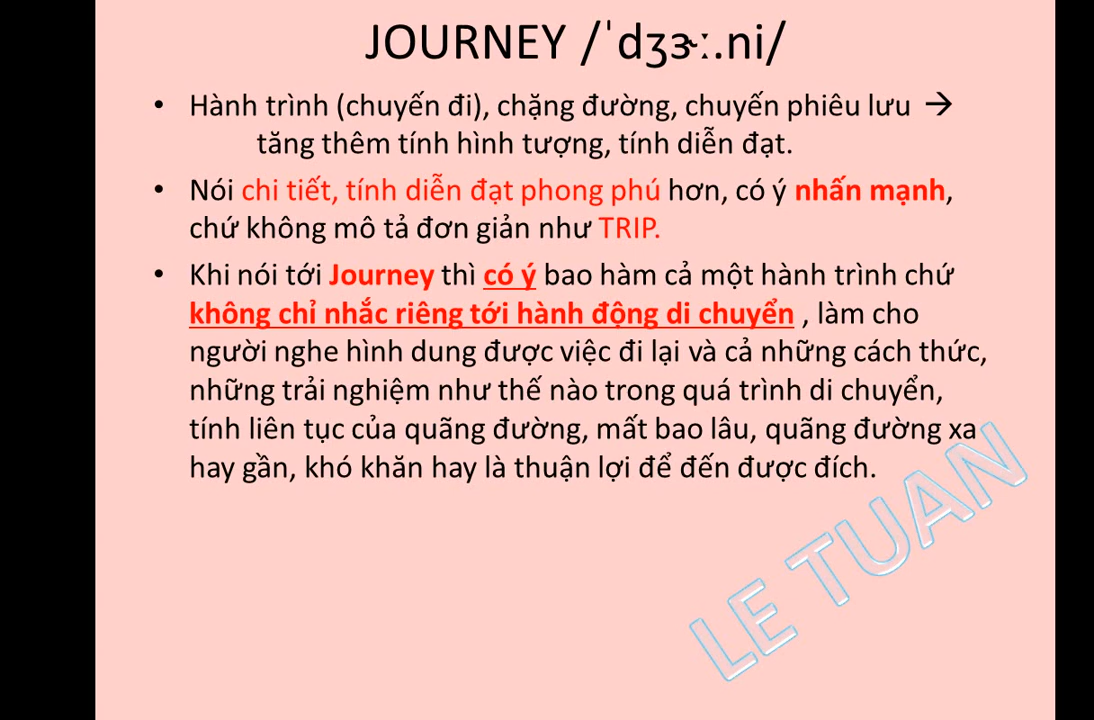 JOURNEY /ˈdʒɝː.ni/
• Hành trình (chuyến đi), chặng đường, chuyến phiêu lưu →
tăng thêm tính hình tượng, tính diễn đạt.
• Nói chi tiết, tính diễn đạt phong phú hơn, có ý nhấn mạnh,
chứ không mô tả đơn giản như TRIP.
• Khi nói tới Journey thì có ý bao hàm cả một hành trình chứ
không chỉ nhắc riêng tới hành động di chuyển , làm cho
người nghe hình dung được việc đi lại và cả những cách thức,
những trải nghiệm như thế nào trong quá trình di chuyển,
tính liên tục của quãng đường, mất bao lâu, quãng đường xa
hay gần, khó khăn hay là thuận lợi để đến được đích.
LE TUAN